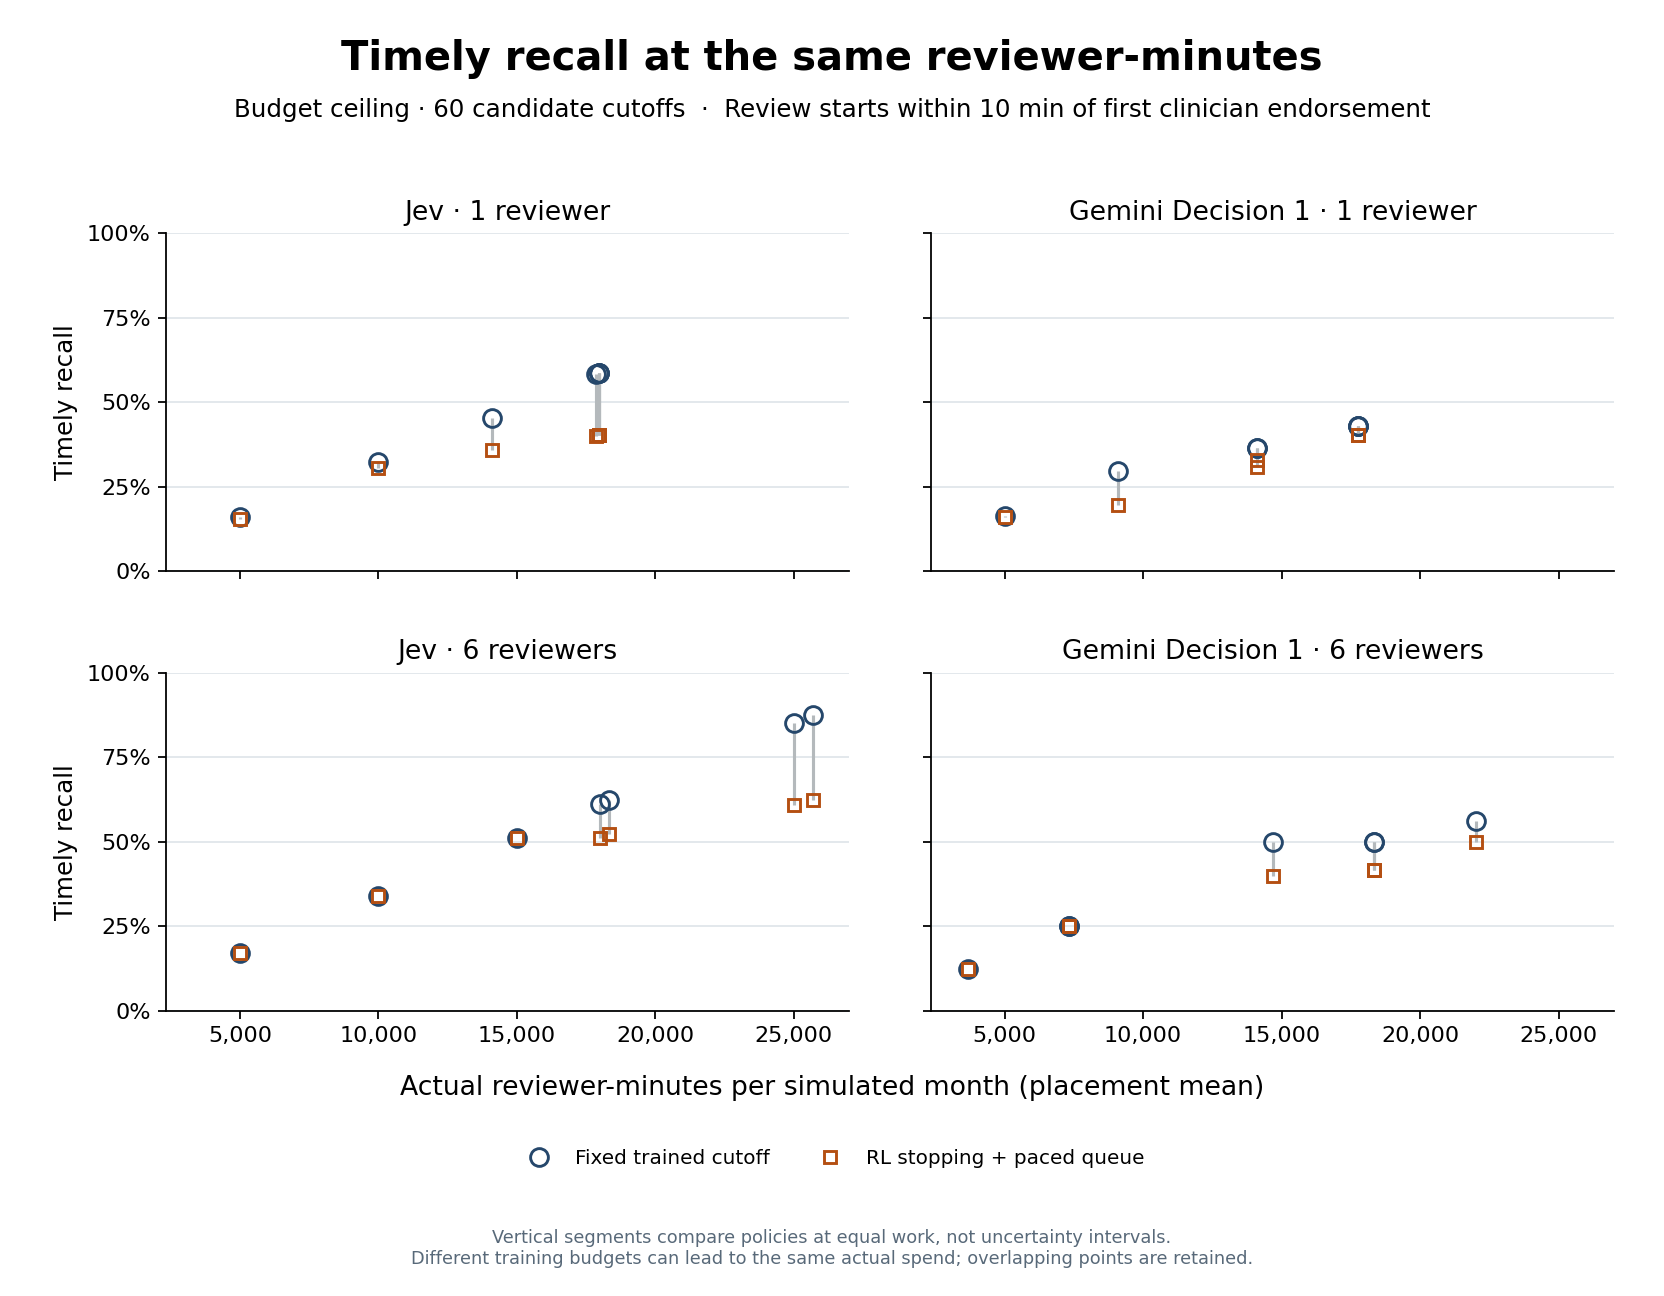 Timely recall at the same reviewer-minutes
Budget ceiling · 60 candidate cutoffs · Review starts within 10 min of first clinician endorsement
Jev · 1 reviewer
Gemini Decision 1 · 1 reviewer
100%
75%
50%
25%
0%
Timely recall
Jev · 6 reviewers
Gemini Decision 1 · 6 reviewers
100%
75%
50%
25%
0%
Timely recall
5,000 10,000 15,000 20,000 25,000
5,000 10,000 15,000 20,000 25,000
Actual reviewer-minutes per simulated month (placement mean)
Fixed trained cutoff
RL stopping + paced queue
Vertical segments compare policies at equal work, not uncertainty intervals.
Different training budgets can lead to the same actual spend; overlapping points are retained.